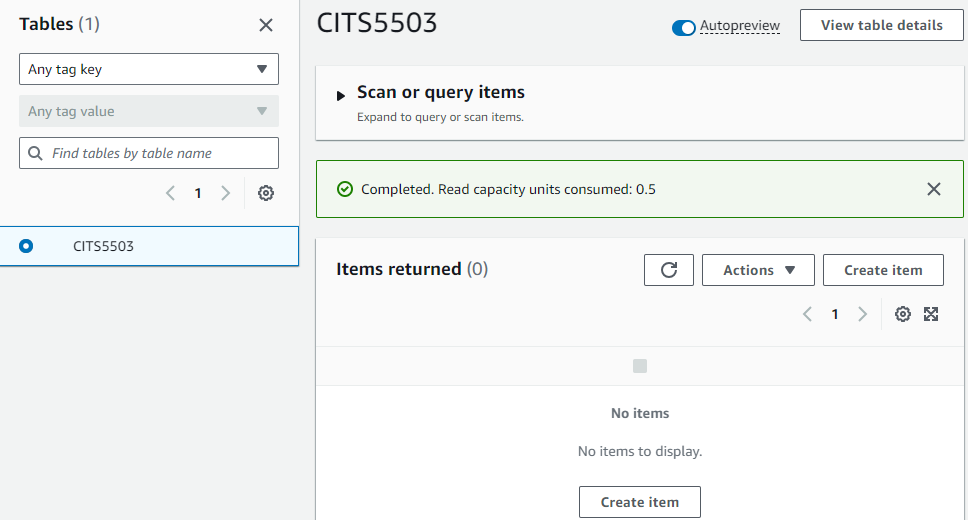 Tables (1)
Any tag key
Any tag value
Find tables by table name
1
CITS5503
CITS5503
Autopreview
View table details
Scan or query items
Expand to query or scan items.
Completed. Read capacity units consumed: 0.5
Items returned (0)
Actions
Create item
1
No items
No items to display.
Create item